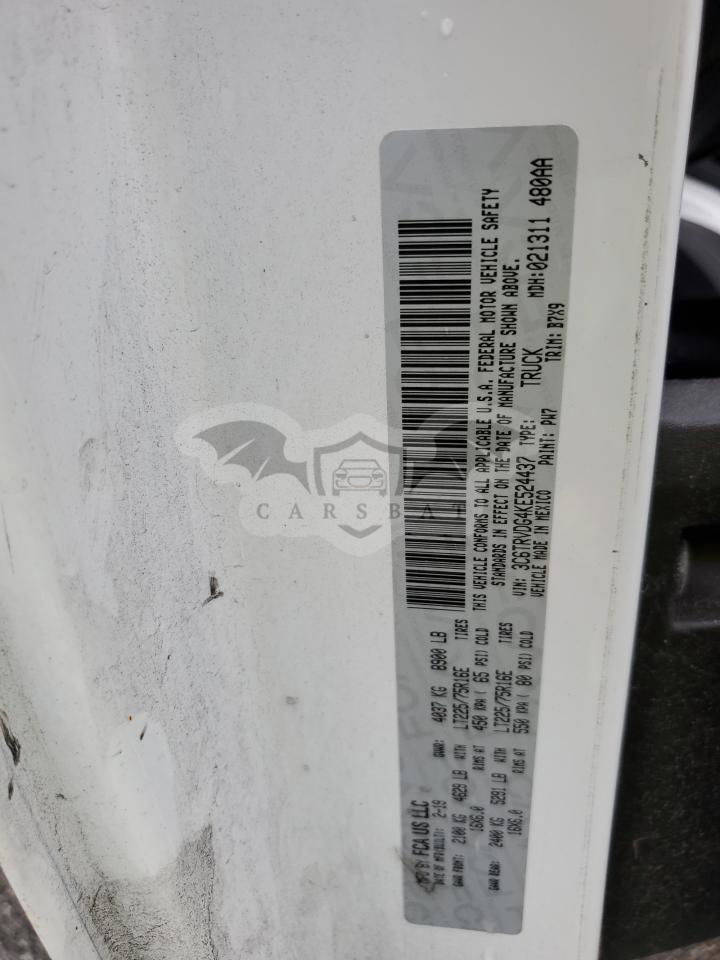 MFD BY: FCA US LLC
DATE OF MFR(BUILT): 2-19 GVWR: 4037 KG 8900 LB
GAWR FRONT: 2100 KG 4629 LB WITH LT225/75R16E TIRES
16X6.0 RIMS AT 450 KPA ( 65 PSI) COLD
GAWR REAR: 2400 KG 5291 LB WITH LT225/75R16E TIRES
16X6.0 RIMS AT 550 KPA ( 80 PSI) COLD
THIS VEHICLE CONFORMS TO ALL APPLICABLE U.S.A. FEDERAL MOTOR VEHICLE SAFETY
STANDARDS IN EFFECT ON THE DATE OF MANUFACTURE SHOWN ABOVE.
VIN: 3C6TRVDG4KE524437 TYPE: TRUCK MDH:021311 480AA
VEHICLE MADE IN MEXICO PAINT: PW7 TRIM: B7X9
CARSBAT